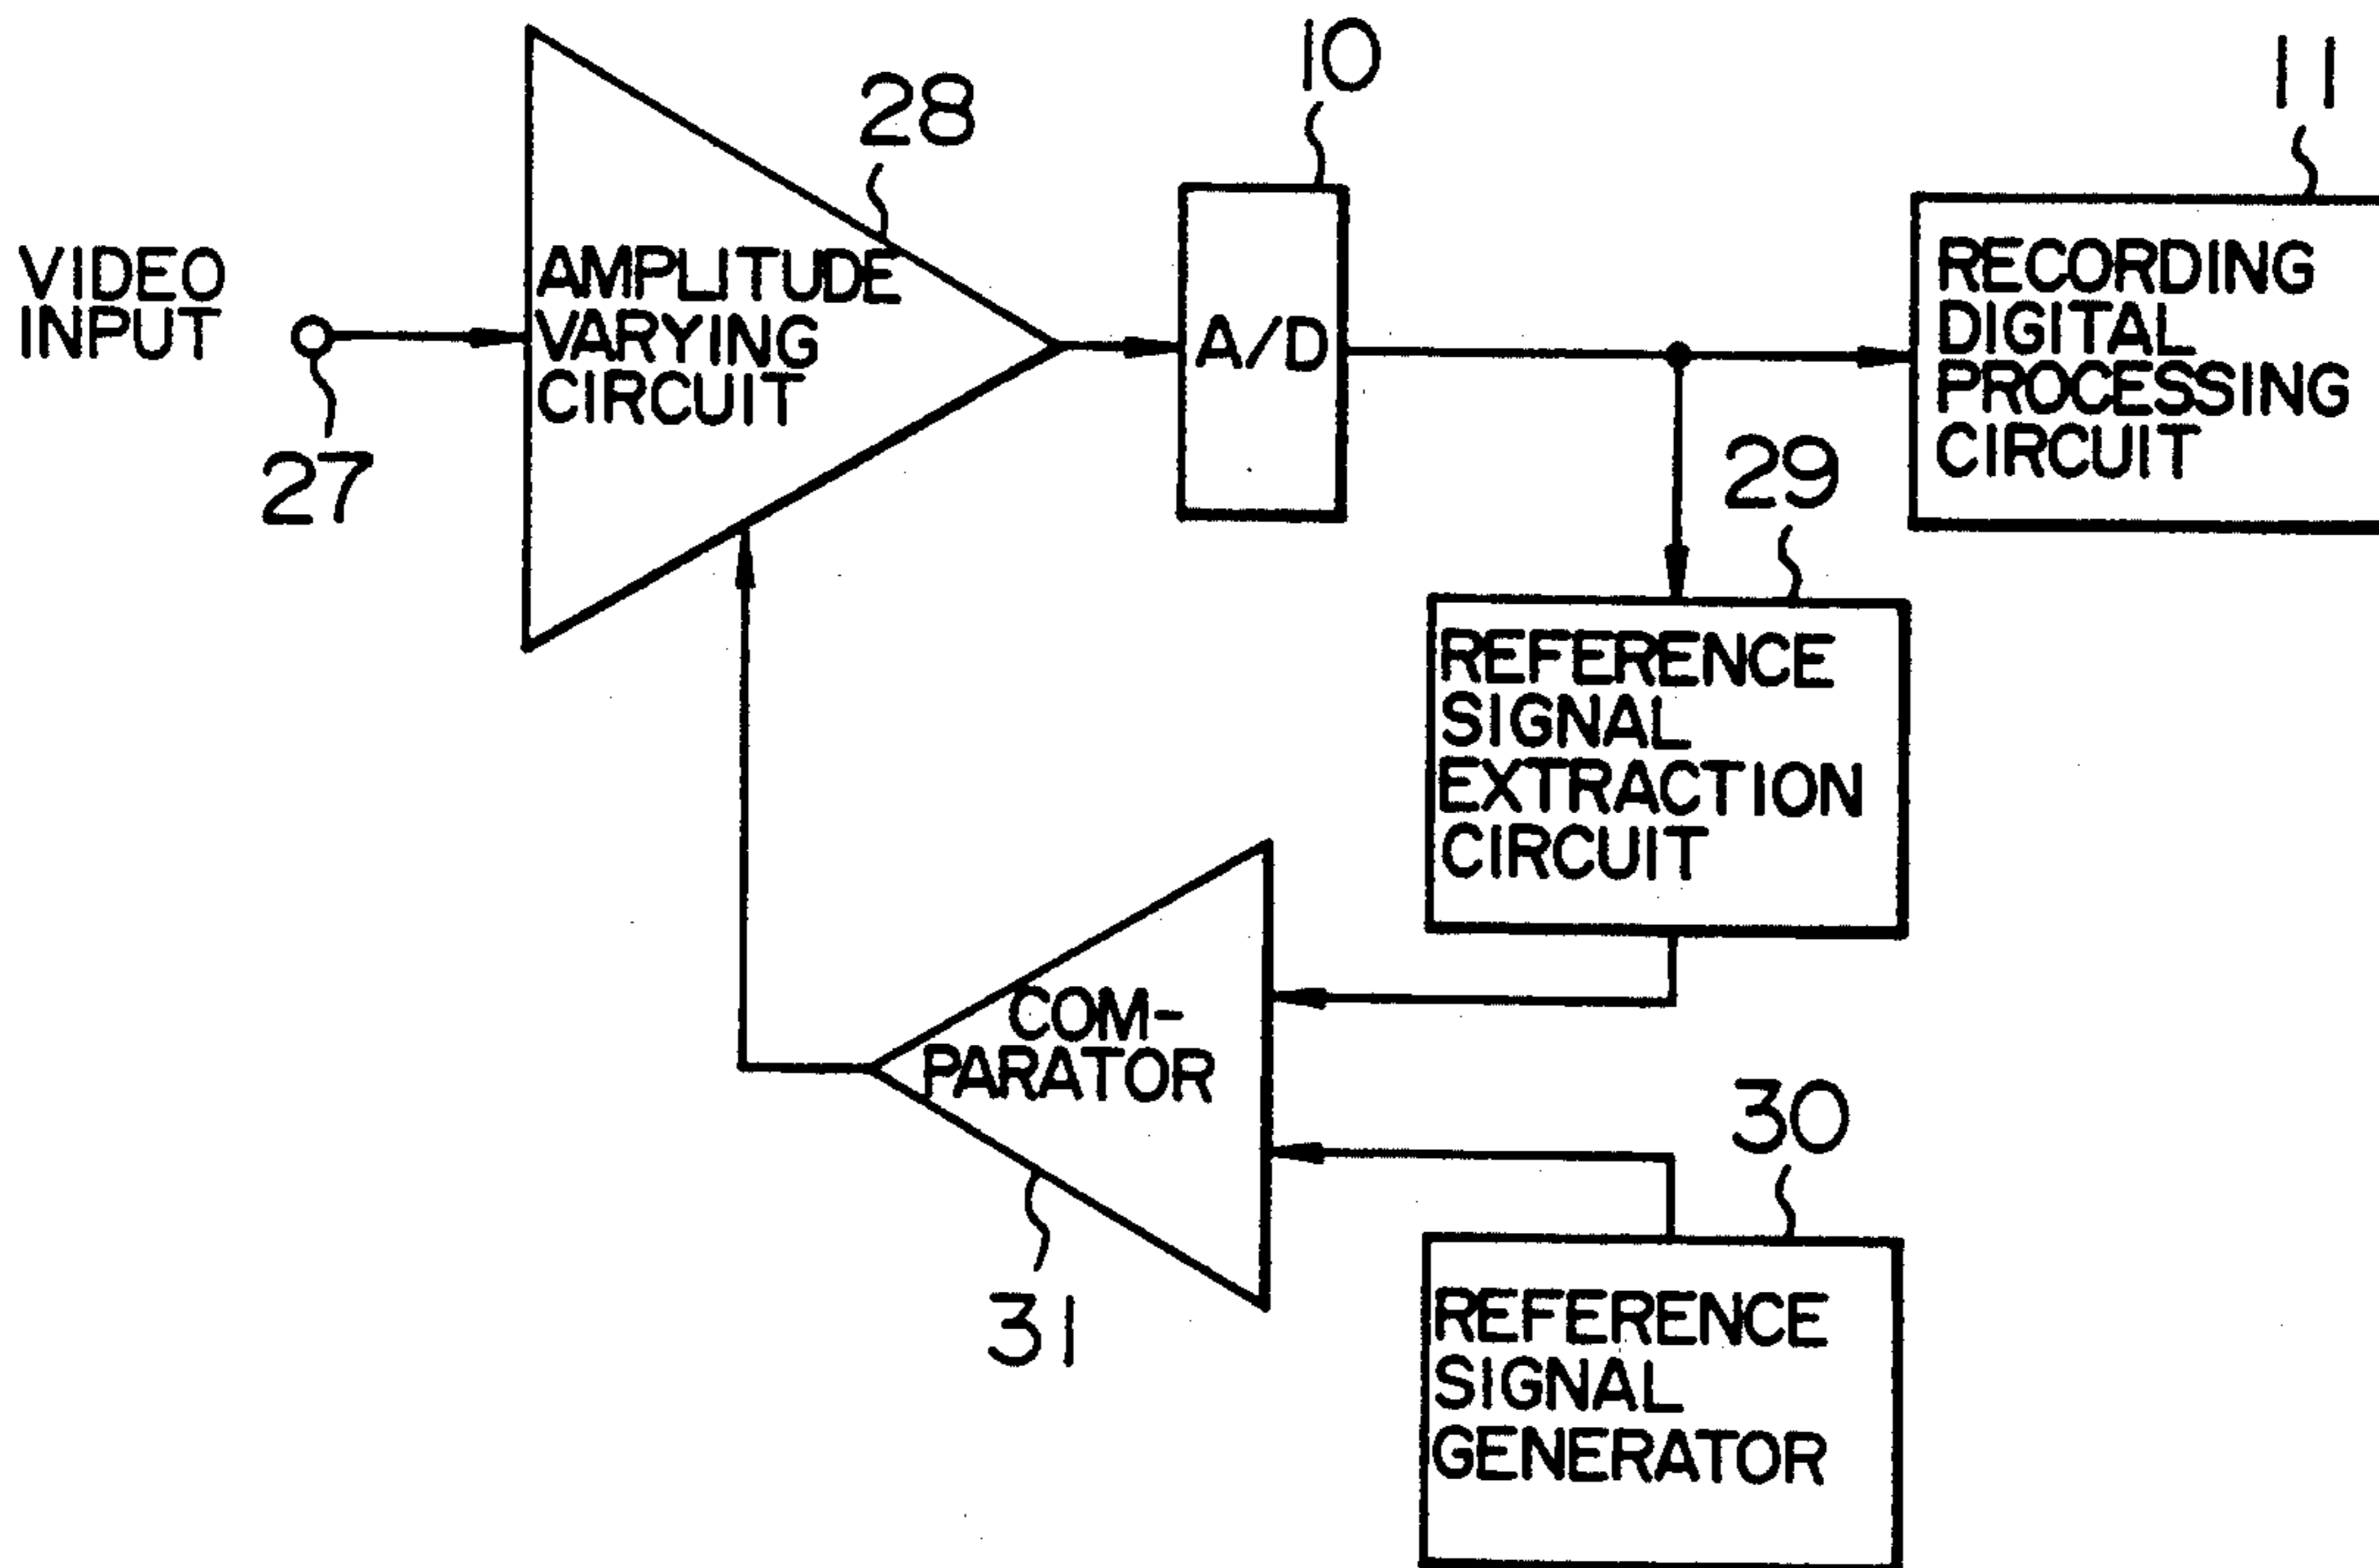 10
11
28
VIDEO
INPUT
AMPLITUDE
VARYING
CIRCUIT
A/D
RECORDING
DIGITAL
PROCESSING
CIRCUIT
27
29
REFERENCE
SIGNAL
EXTRACTION
CIRCUIT
COM-
PARATOR
30
31
REFERENCE
SIGNAL
GENERATOR